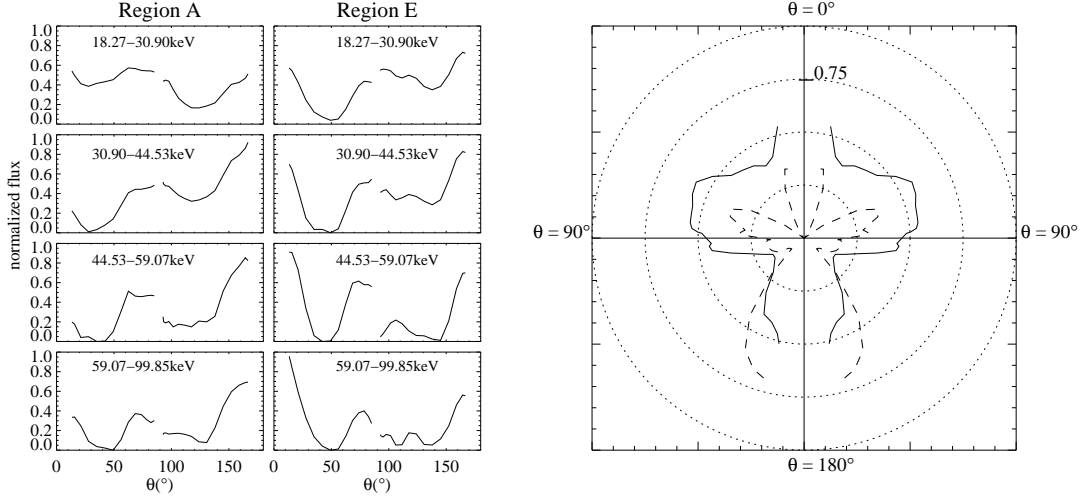 Region A
Region E
θ = 0°
1.0
0.8
0.6
0.4
0.2
0.0
18.27−30.90keV
18.27−30.90keV
0.75
1.0
0.8
0.6
0.4
0.2
0.0
30.90−44.53keV
30.90−44.53keV
normalized flux
θ = 90°
θ = 90°
1.0
0.8
0.6
0.4
0.2
0.0
44.53−59.07keV
44.53−59.07keV
1.0
0.8
0.6
0.4
0.2
0.0
59.07−99.85keV
59.07−99.85keV
0 50 100 150
0 50 100 150
θ(°)
θ(°)
θ = 180°